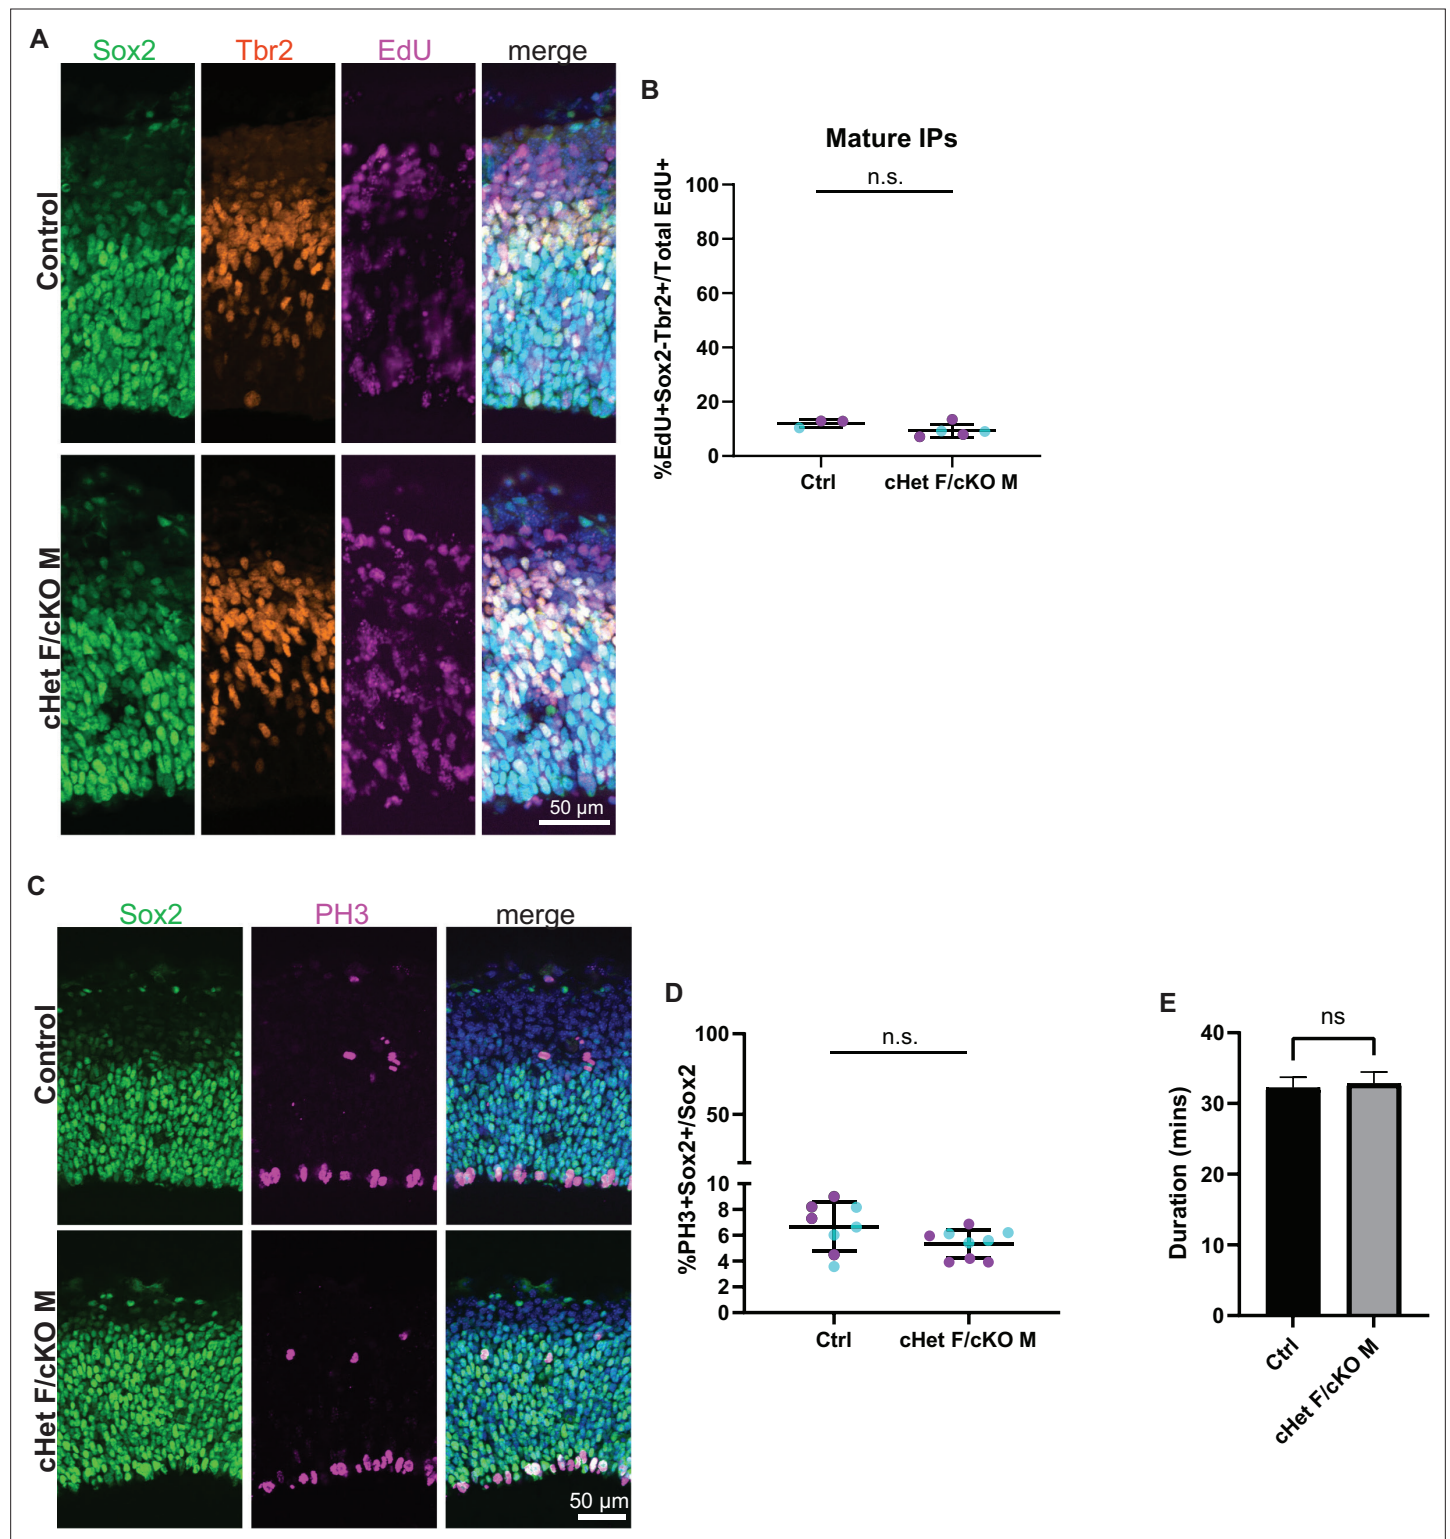 A
Sox2 Tbr2 EdU merge
Control
cHet F/cKO M
50 µm
B
Mature IPs
n.s.
%EdU+Sox2-Tbr2+/Total EdU+
100
80
60
40
20
0
Ctrl cHet F/cKO M
C
Sox2 PH3 merge
Control
cHet F/cKO M
50 µm
D
n.s.
%PH3+Sox2+/Sox2
100
50
10
8
6
4
2
0
Ctrl cHet F/cKO M
E
ns
Duration (mins)
40
30
20
10
0
Ctrl
cHet F/cKO M